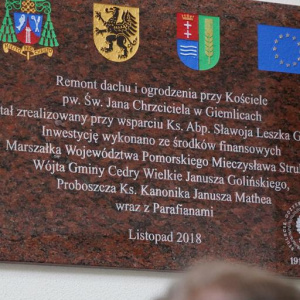 Remont dachu i ogrodzenia przy Kościele
pw. Św. Jana Chrzciciela w Giemlicach
tał zrealizowany przy wsparciu Ks. Abp. Sławoja Leszka G
Inwestycję wykonano ze środków finansowych
Marszałka Województwa Pomorskiego Mieczysława Stru
Wójta Gminy Cedry Wielkie Janusza Golińskiego,
Proboszcza Ks. Kanonika Janusza Mathea
wraz z Parafianami
Listopad 2018